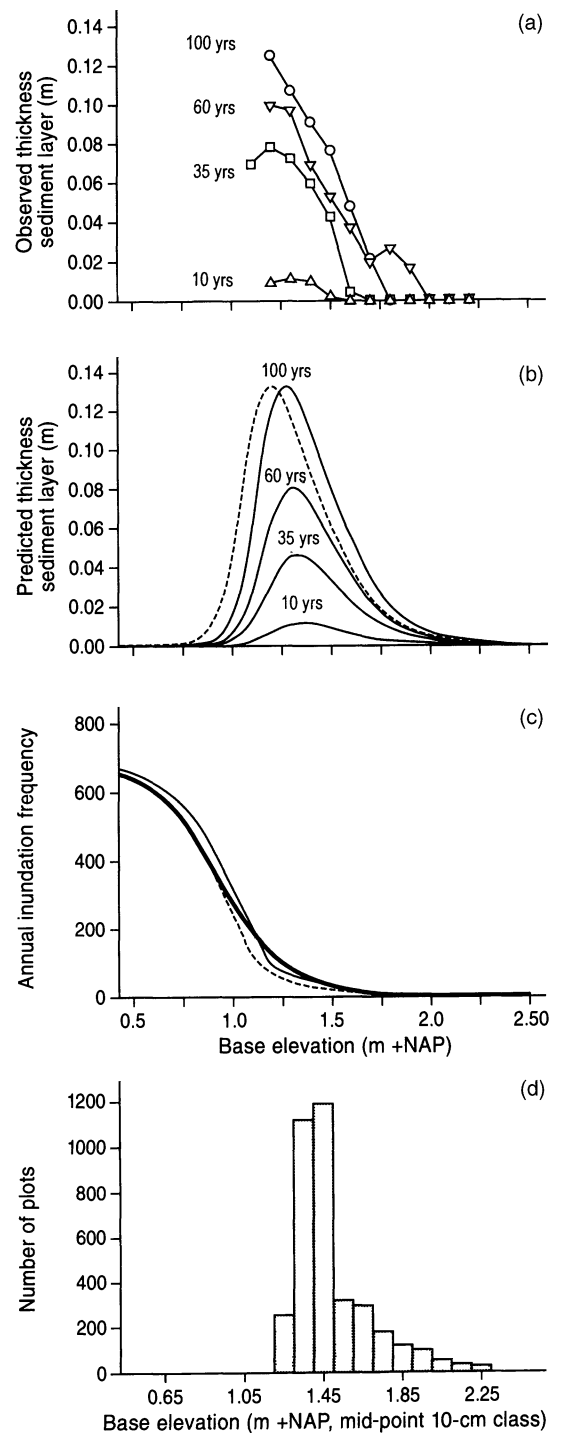 (a)
0.14
0.12
0.10
0.08
0.06
0.04
0.02
0.00
Observed thickness
sediment layer (m)
100 yrs
60 yrs
35 yrs
10 yrs
(b)
0.14
0.12
0.10
0.08
0.06
0.04
0.02
0.00
Predicted thickness
sediment layer (m)
100 yrs
60 yrs
35 yrs
10 yrs
(c)
800
600
400
200
0
Annual inundation frequency
0.5 1.0 1.5 2.0 2.50
Base elevation (m +NAP)
(d)
1200
1000
800
600
400
200
0
Number of plots
0.65 1.05 1.45 1.85 2.25
Base elevation (m +NAP, mid-point 10-cm class)